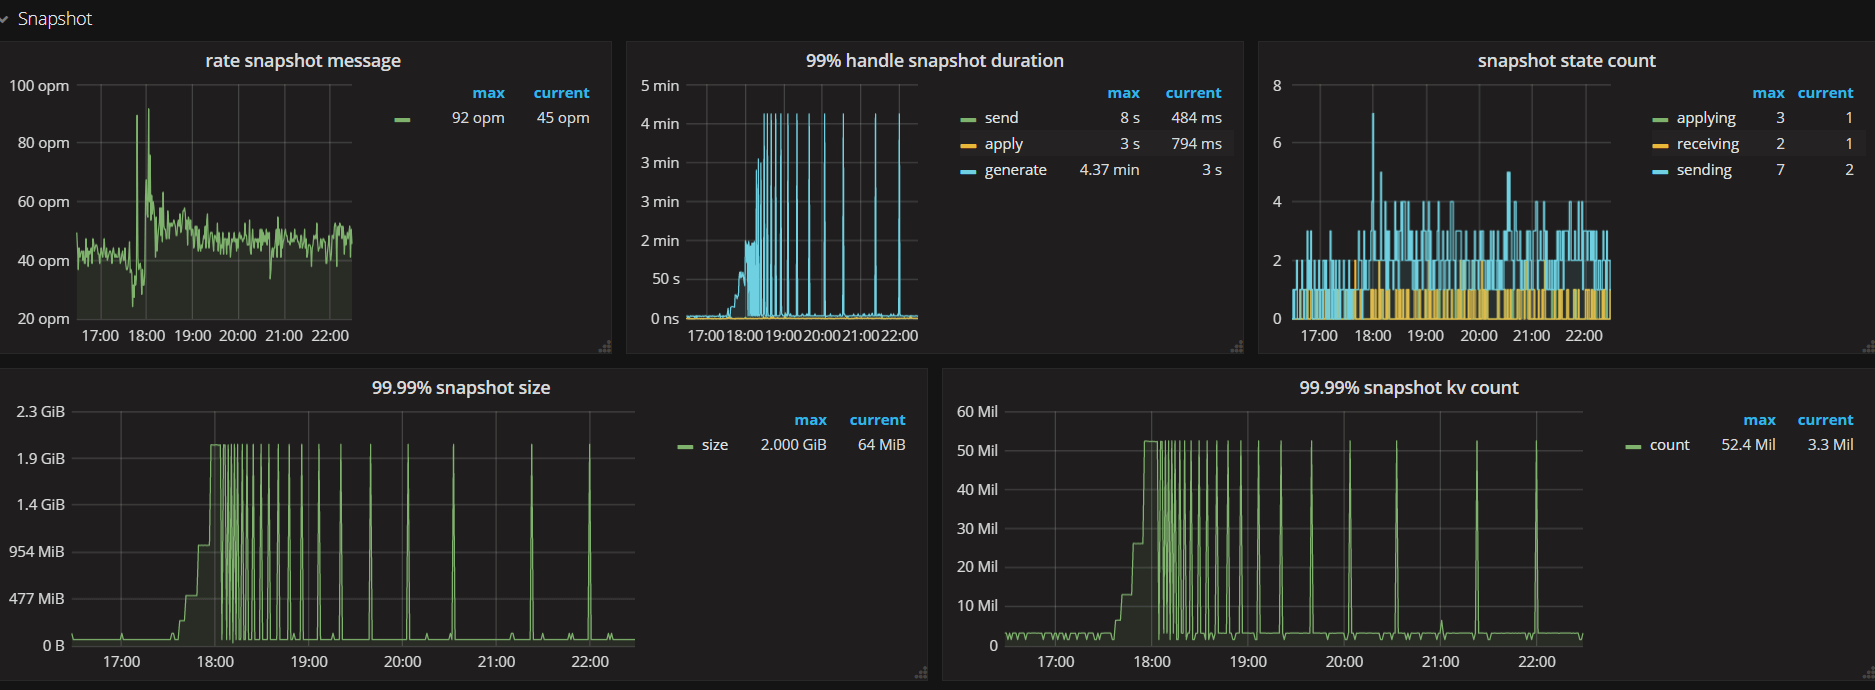 Snapshot
rate snapshot message
100 opm
80 opm
60 opm
40 opm
20 opm
17:00 18:00 19:00 20:00 21:00 22:00
max current
92 opm 45 opm
99% handle snapshot duration
5 min
4 min
3 min
3 min
2 min
50 s
0 ns
17:00 18:00 19:00 20:00 21:00 22:00
max current
send 8 s 484 ms
apply 3 s 794 ms
generate 4.37 min 3 s
snapshot state count
8
6
4
2
0
17:00 18:00 19:00 20:00 21:00 22:00
max current
applying 3 1
receiving 2 1
sending 7 2
99.99% snapshot size
2.3 GiB
1.9 GiB
1.4 GiB
954 MiB
477 MiB
0 B
17:00 18:00 19:00 20:00 21:00 22:00
max current
size 2.000 GiB 64 MiB
99.99% snapshot kv count
60 Mil
50 Mil
40 Mil
30 Mil
20 Mil
10 Mil
0
17:00 18:00 19:00 20:00 21:00 22:00
max current
count 52.4 Mil 3.3 Mil